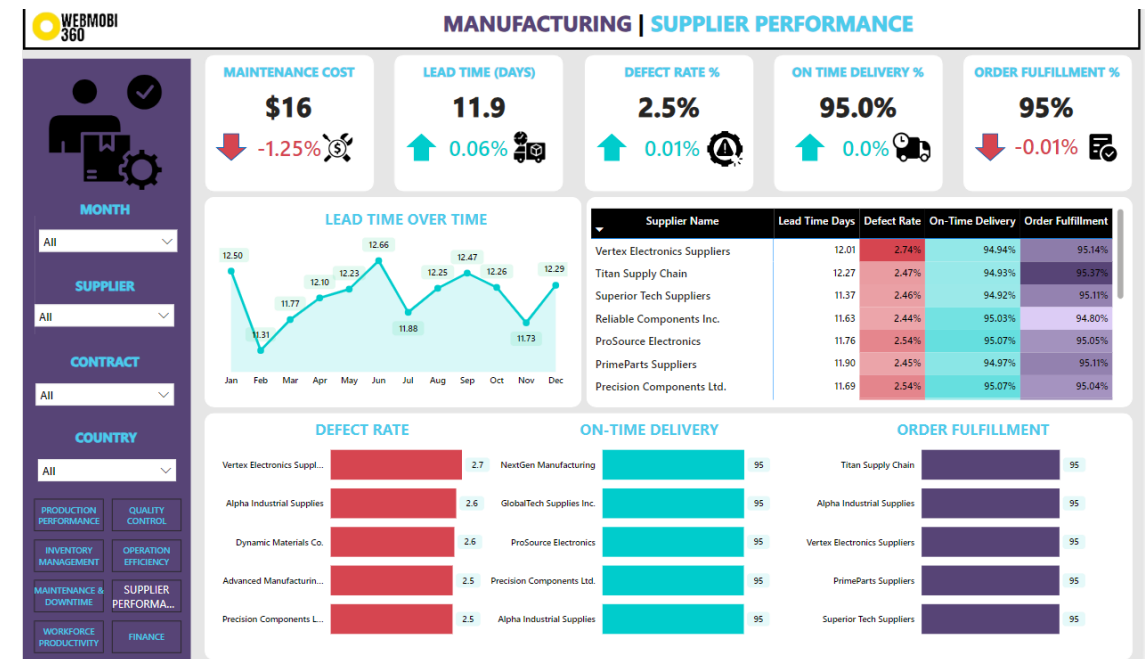 WEBMOBI
360
MANUFACTURING | SUPPLIER PERFORMANCE
MAINTENANCE COST
$16
-1.25%
LEAD TIME (DAYS)
11.9
0.06%
DEFECT RATE %
2.5%
0.01%
ON TIME DELIVERY %
95.0%
0.0%
ORDER FULFILLMENT %
95%
-0.01%
MONTH
All
SUPPLIER
All
CONTRACT
All
COUNTRY
All
PRODUCTION
PERFORMANCE
QUALITY
CONTROL
INVENTORY
MANAGEMENT
OPERATION
EFFICIENCY
MAINTENANCE &
DOWNTIME
SUPPLIER
PERFORMA...
WORKFORCE
PRODUCTIVITY
FINANCE
LEAD TIME OVER TIME
12.50
11.31
11.77
12.10
12.23
12.66
11.88
12.25
12.47
12.26
11.73
12.29
Jan Feb Mar Apr May Jun Jul Aug Sep Oct Nov Dec
Supplier Name Lead Time Days Defect Rate On-Time Delivery Order Fulfillment
Vertex Electronics Suppliers 12.01 2.74% 94.94% 95.14%
Titan Supply Chain 12.27 2.47% 94.93% 95.37%
Superior Tech Suppliers 11.37 2.46% 94.92% 95.11%
Reliable Components Inc. 11.63 2.44% 95.03% 94.80%
ProSource Electronics 11.76 2.54% 95.07% 95.05%
PrimeParts Suppliers 11.90 2.45% 94.97% 95.11%
Precision Components Ltd. 11.69 2.54% 95.07% 95.04%
DEFECT RATE
Vertex Electronics Suppl... 2.7
Alpha Industrial Supplies 2.6
Dynamic Materials Co. 2.6
Advanced Manufacturin... 2.5
Precision Components L... 2.5
ON-TIME DELIVERY
NextGen Manufacturing 95
GlobalTech Supplies Inc. 95
ProSource Electronics 95
Precision Components Ltd. 95
Alpha Industrial Supplies 95
ORDER FULFILLMENT
Titan Supply Chain 95
Alpha Industrial Supplies 95
Vertex Electronics Suppliers 95
PrimeParts Suppliers 95
Superior Tech Suppliers 95